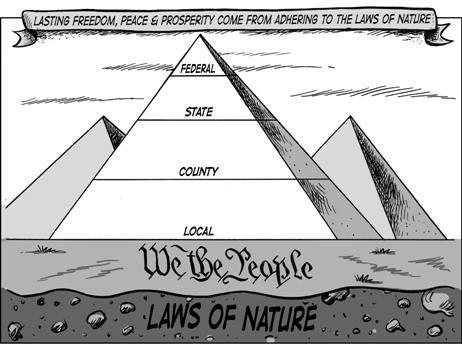 LASTING FREEDOM, PEACE & PROSPERITY COME FROM ADHERING TO THE LAWS OF NATURE
FEDERAL
STATE
COUNTY
LOCAL
We the People
LAWS OF NATURE